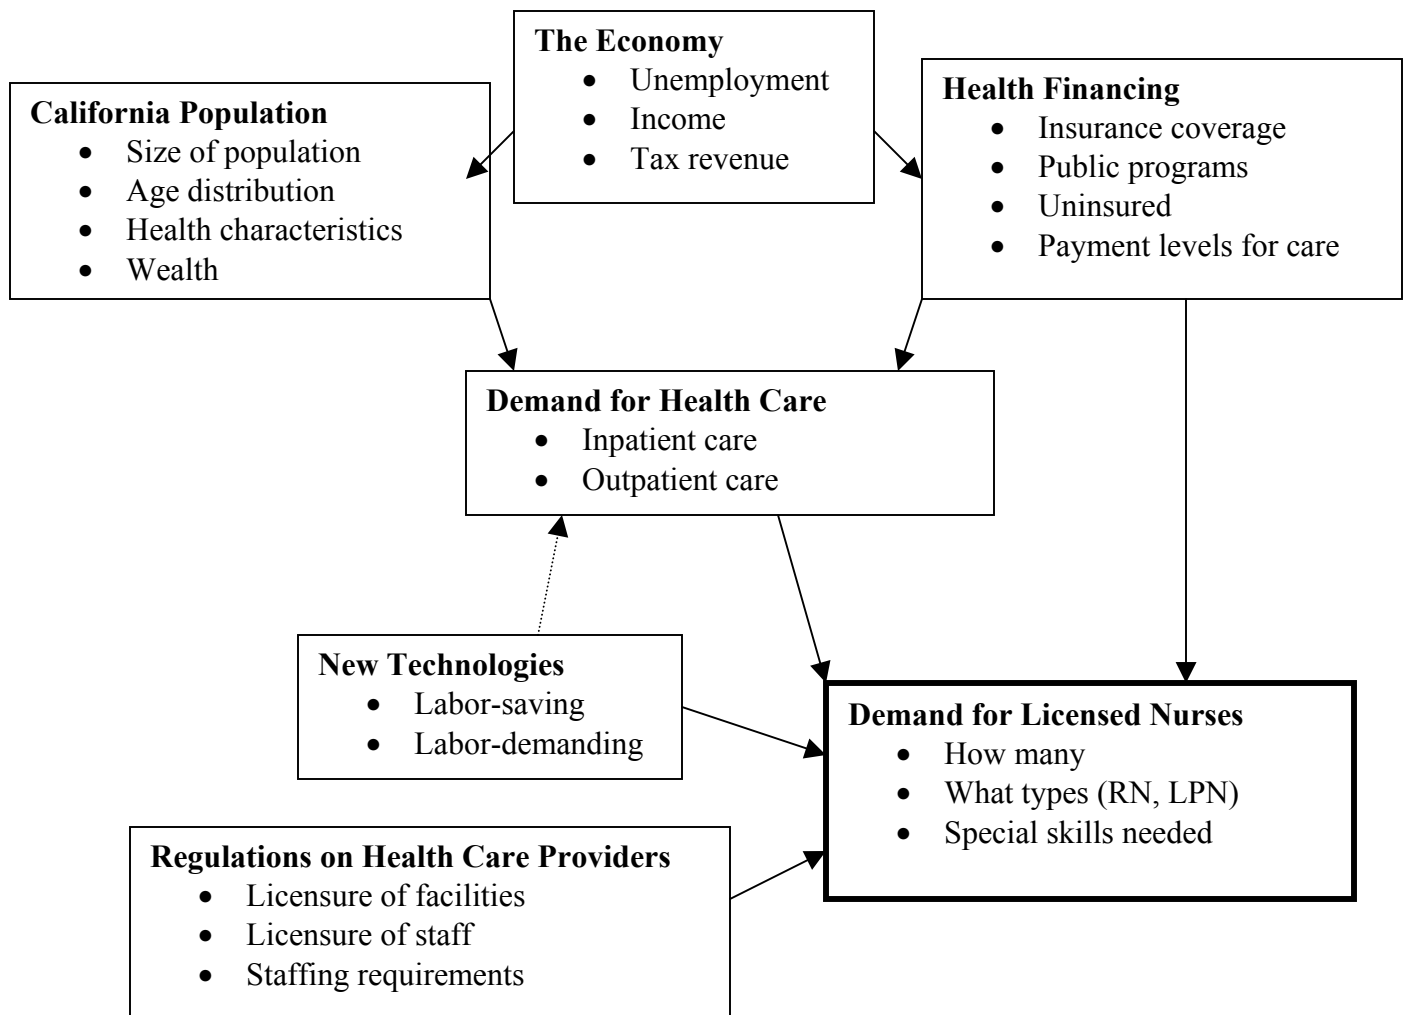 The Economy
• Unemployment
• Income
• Tax revenue
California Population
• Size of population
• Age distribution
• Health characteristics
• Wealth
Health Financing
• Insurance coverage
• Public programs
• Uninsured
• Payment levels for care
Demand for Health Care
• Inpatient care
• Outpatient care
New Technologies
• Labor-saving
• Labor-demanding
Demand for Licensed Nurses
• How many
• What types (RN, LPN)
• Special skills needed
Regulations on Health Care Providers
• Licensure of facilities
• Licensure of staff
• Staffing requirements